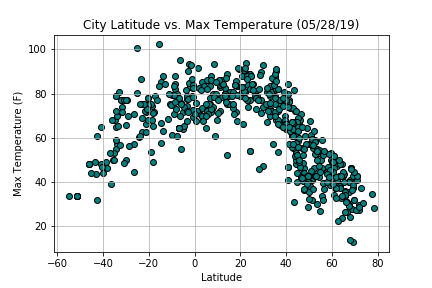 City Latitude vs. Max Temperature (05/28/19)
Max Temperature (F)
100
80
60
40
20
−60 −40 −20 0 20 40 60 80
Latitude